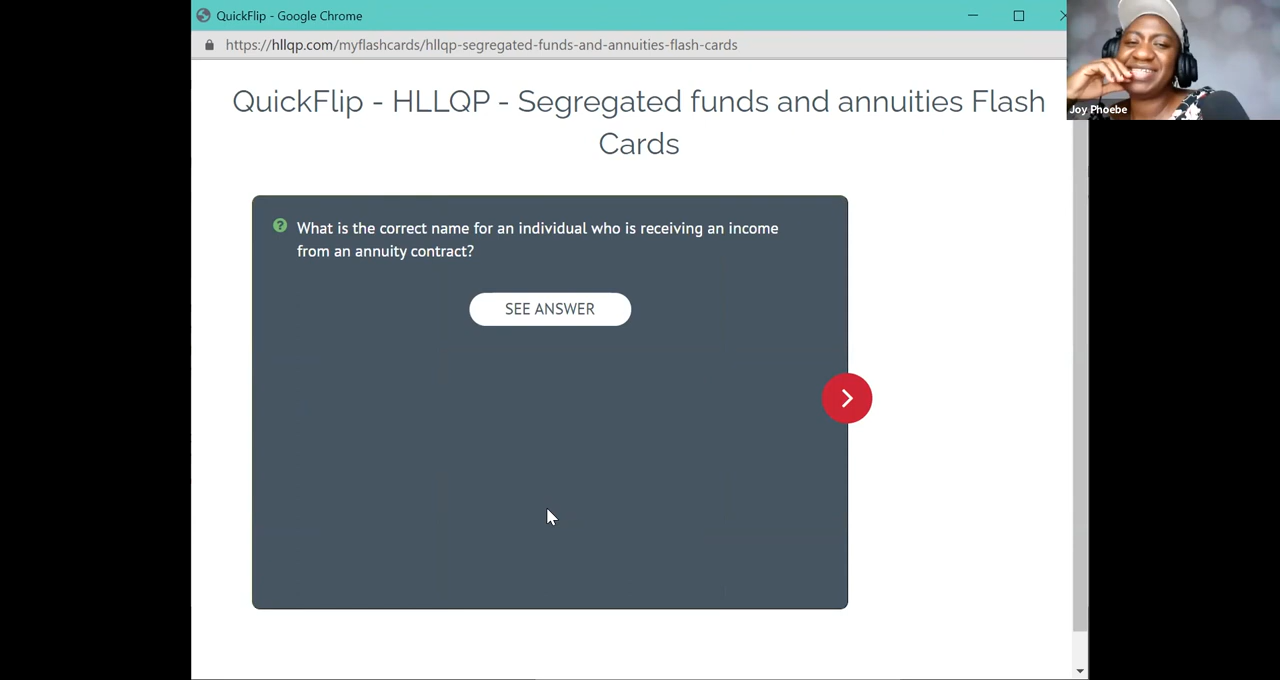 QuickFlip - Google Chrome
https://hllqp.com/myflashcards/hllqp-segregated-funds-and-annuities-flash-cards
Joy Phoebe
QuickFlip - HLLQP - Segregated funds and annuities Flash
Cards
What is the correct name for an individual who is receiving an income
from an annuity contract?
SEE ANSWER